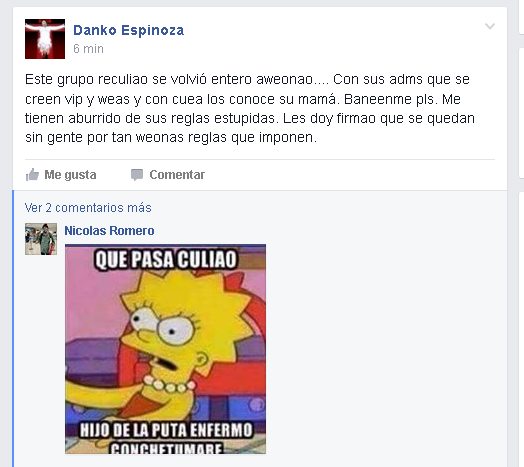 Danko Espinoza
6 min
Este grupo reculiao se volvió entero aweonao.... Con sus adms que se
creen vip y weas y con cuea los conoce su mamá. Baneenme pls. Me
tienen aburrido de sus reglas estupidas. Les doy firmao que se quedan
sin gente por tan weonas reglas que imponen.
Me gusta Comentar
Ver 2 comentarios más
Nicolas Romero
QUE PASA CULIAO
HIJO DE LA PUTA ENFERMO
CONCHETUMARE